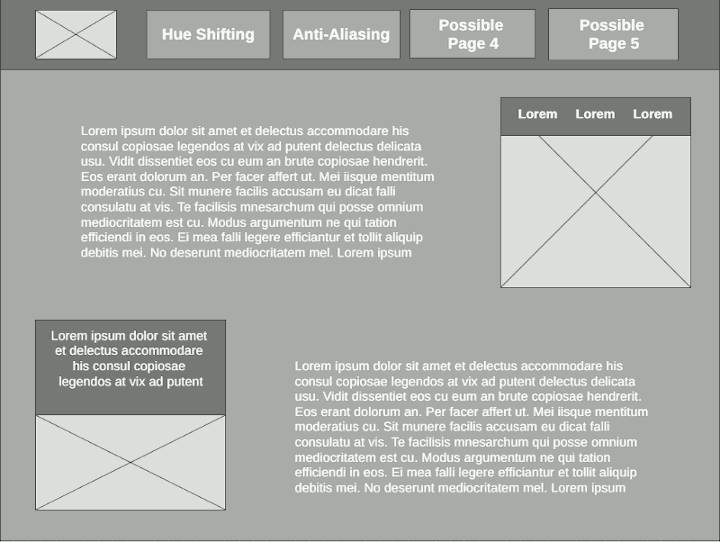 Hue Shifting
Anti-Aliasing
Possible
Page 4
Possible
Page 5
Lorem ipsum dolor sit amet et delectus accommodare his
consul copiosae legendos at vix ad putent delectus delicata
usu. Vidit dissentiet eos cu eum an brute copiosae hendrerit.
Eos erant dolorum an. Per facer affert ut. Mei iisque mentitum
moderatius cu. Sit munere facilis accusam eu dicat falli
consulatu at vis. Te facilisis mnesarchum qui posse omnium
mediocritatem est cu. Modus argumentum ne qui tation
efficiendi in eos. Ei mea falli legere efficiantur et tollit aliquip
debitis mei. No deserunt mediocritatem mel. Lorem ipsum
Lorem Lorem Lorem
Lorem ipsum dolor sit amet
et delectus accommodare
his consul copiosae
legendos at vix ad putent
Lorem ipsum dolor sit amet et delectus accommodare his
consul copiosae legendos at vix ad putent delectus delicata
usu. Vidit dissentiet eos cu eum an brute copiosae hendrerit.
Eos erant dolorum an. Per facer affert ut. Mei iisque mentitum
moderatius cu. Sit munere facilis accusam eu dicat falli
consulatu at vis. Te facilisis mnesarchum qui posse omnium
mediocritatem est cu. Modus argumentum ne qui tation
efficiendi in eos. Ei mea falli legere efficiantur et tollit aliquip
debitis mei. No deserunt mediocritatem mel. Lorem ipsum